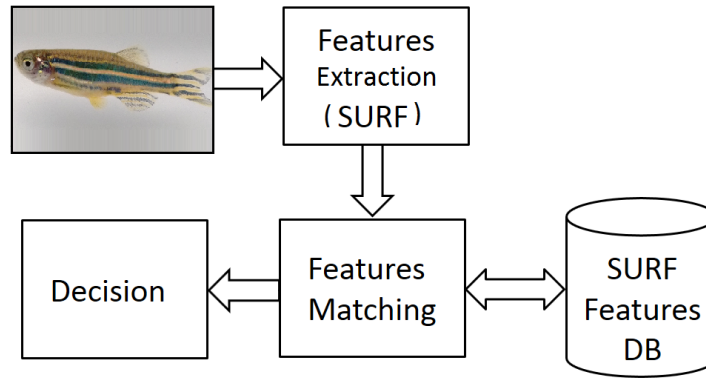 Features
Extraction
(SURF)
Decision
Features
Matching
SURF
Features
DB